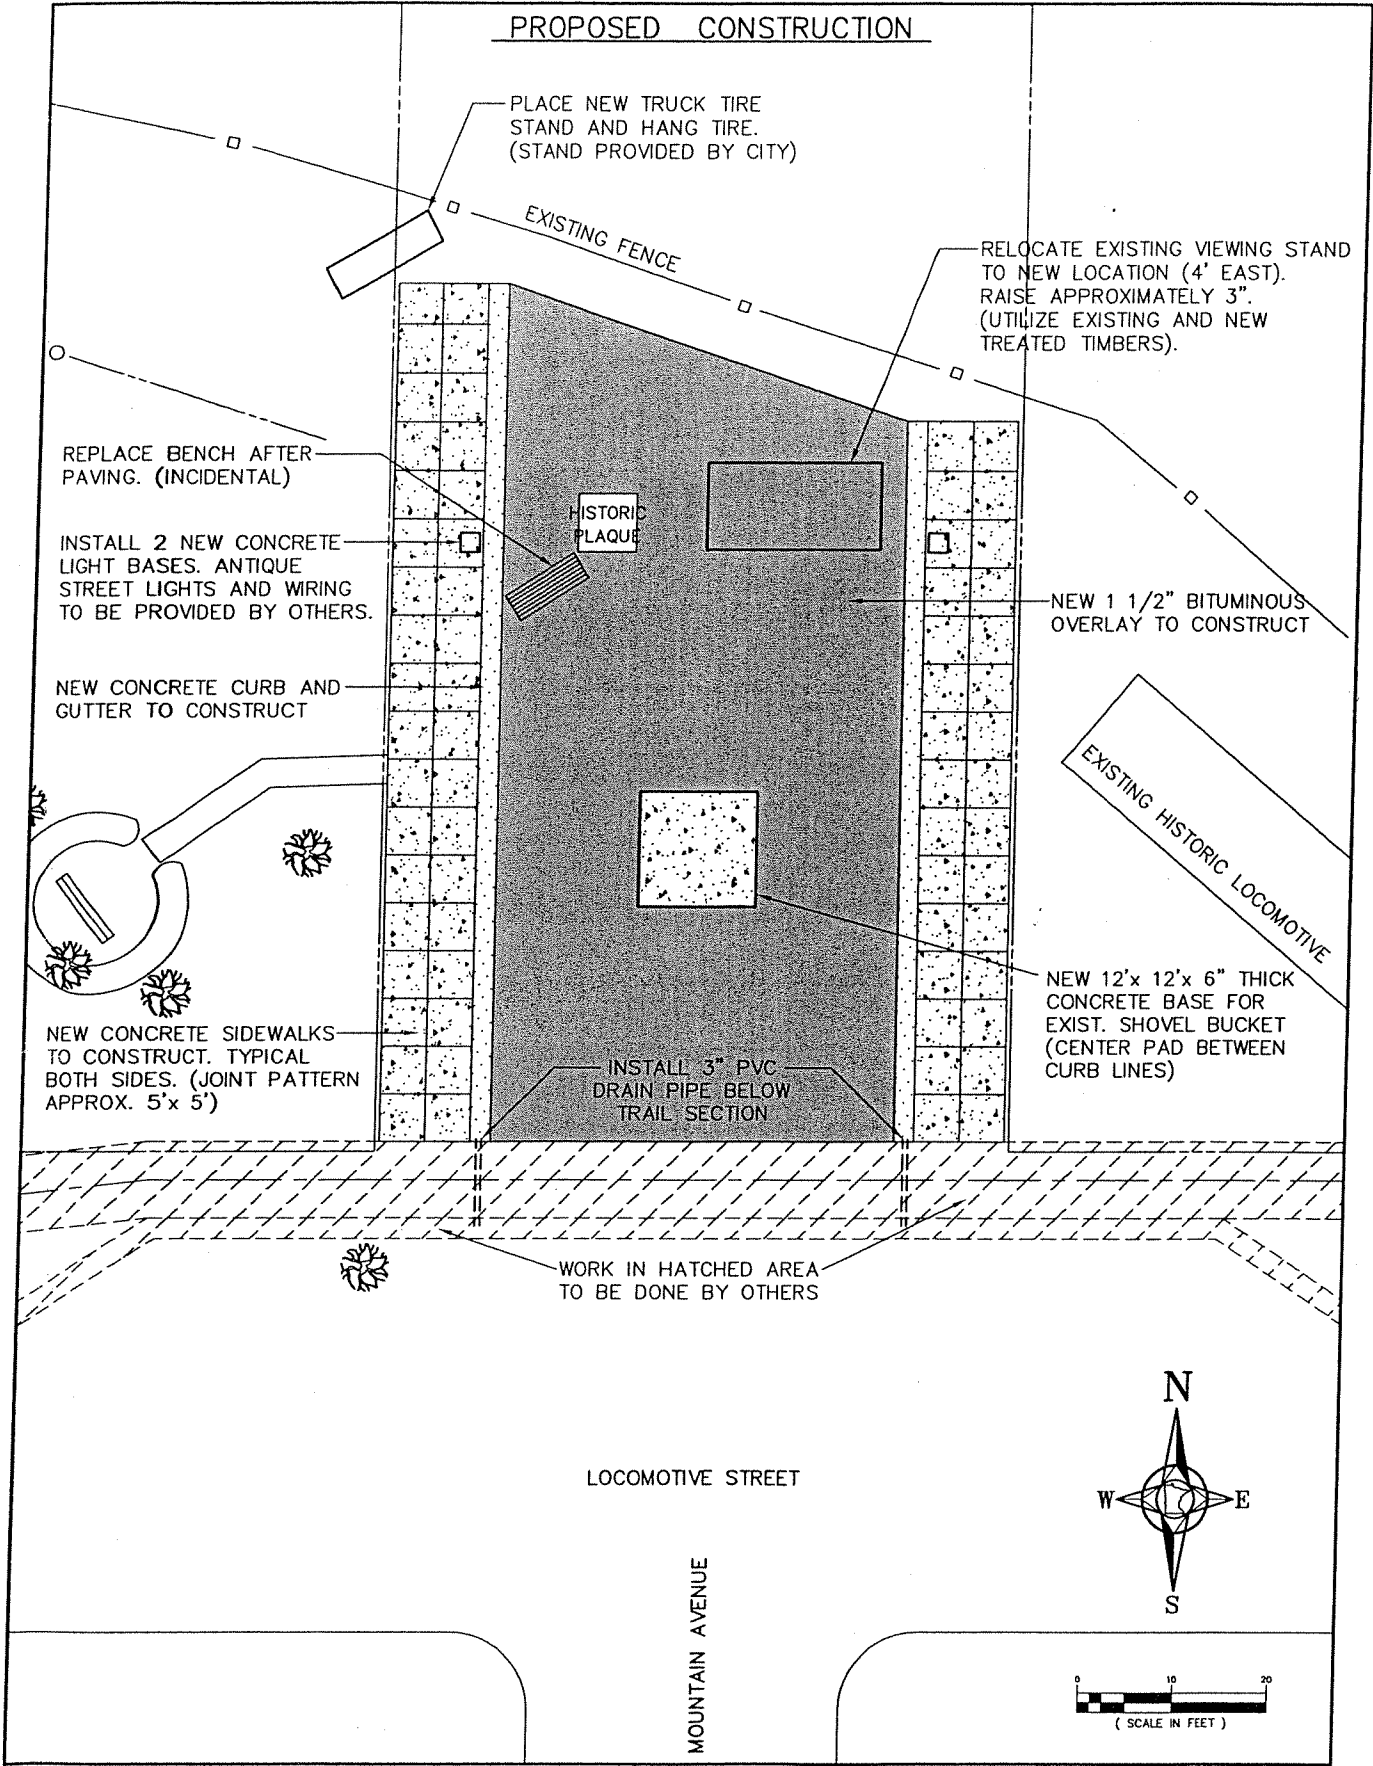 PROPOSED CONSTRUCTION
PLACE NEW TRUCK TIRE
STAND AND HANG TIRE.
(STAND PROVIDED BY CITY)
EXISTING FENCE
RELOCATE EXISTING VIEWING STAND
TO NEW LOCATION (4' EAST).
RAISE APPROXIMATELY 3".
(UTILIZE EXISTING AND NEW
TREATED TIMBERS).
REPLACE BENCH AFTER
PAVING. (INCIDENTAL)
HISTORIC
PLAQUE
INSTALL 2 NEW CONCRETE
LIGHT BASES. ANTIQUE
STREET LIGHTS AND WIRING
TO BE PROVIDED BY OTHERS.
NEW 1 1/2" BITUMINOUS
OVERLAY TO CONSTRUCT
NEW CONCRETE CURB AND
GUTTER TO CONSTRUCT
EXISTING HISTORIC LOCOMOTIVE
NEW 12'x 12'x 6" THICK
CONCRETE BASE FOR
EXIST. SHOVEL BUCKET
(CENTER PAD BETWEEN
CURB LINES)
NEW CONCRETE SIDEWALKS
TO CONSTRUCT. TYPICAL
BOTH SIDES. (JOINT PATTERN
APPROX. 5'x 5')
INSTALL 3" PVC
DRAIN PIPE BELOW
TRAIL SECTION
WORK IN HATCHED AREA
TO BE DONE BY OTHERS
N
W E
S
LOCOMOTIVE STREET
MOUNTAIN AVENUE
0 10 20
( SCALE IN FEET )